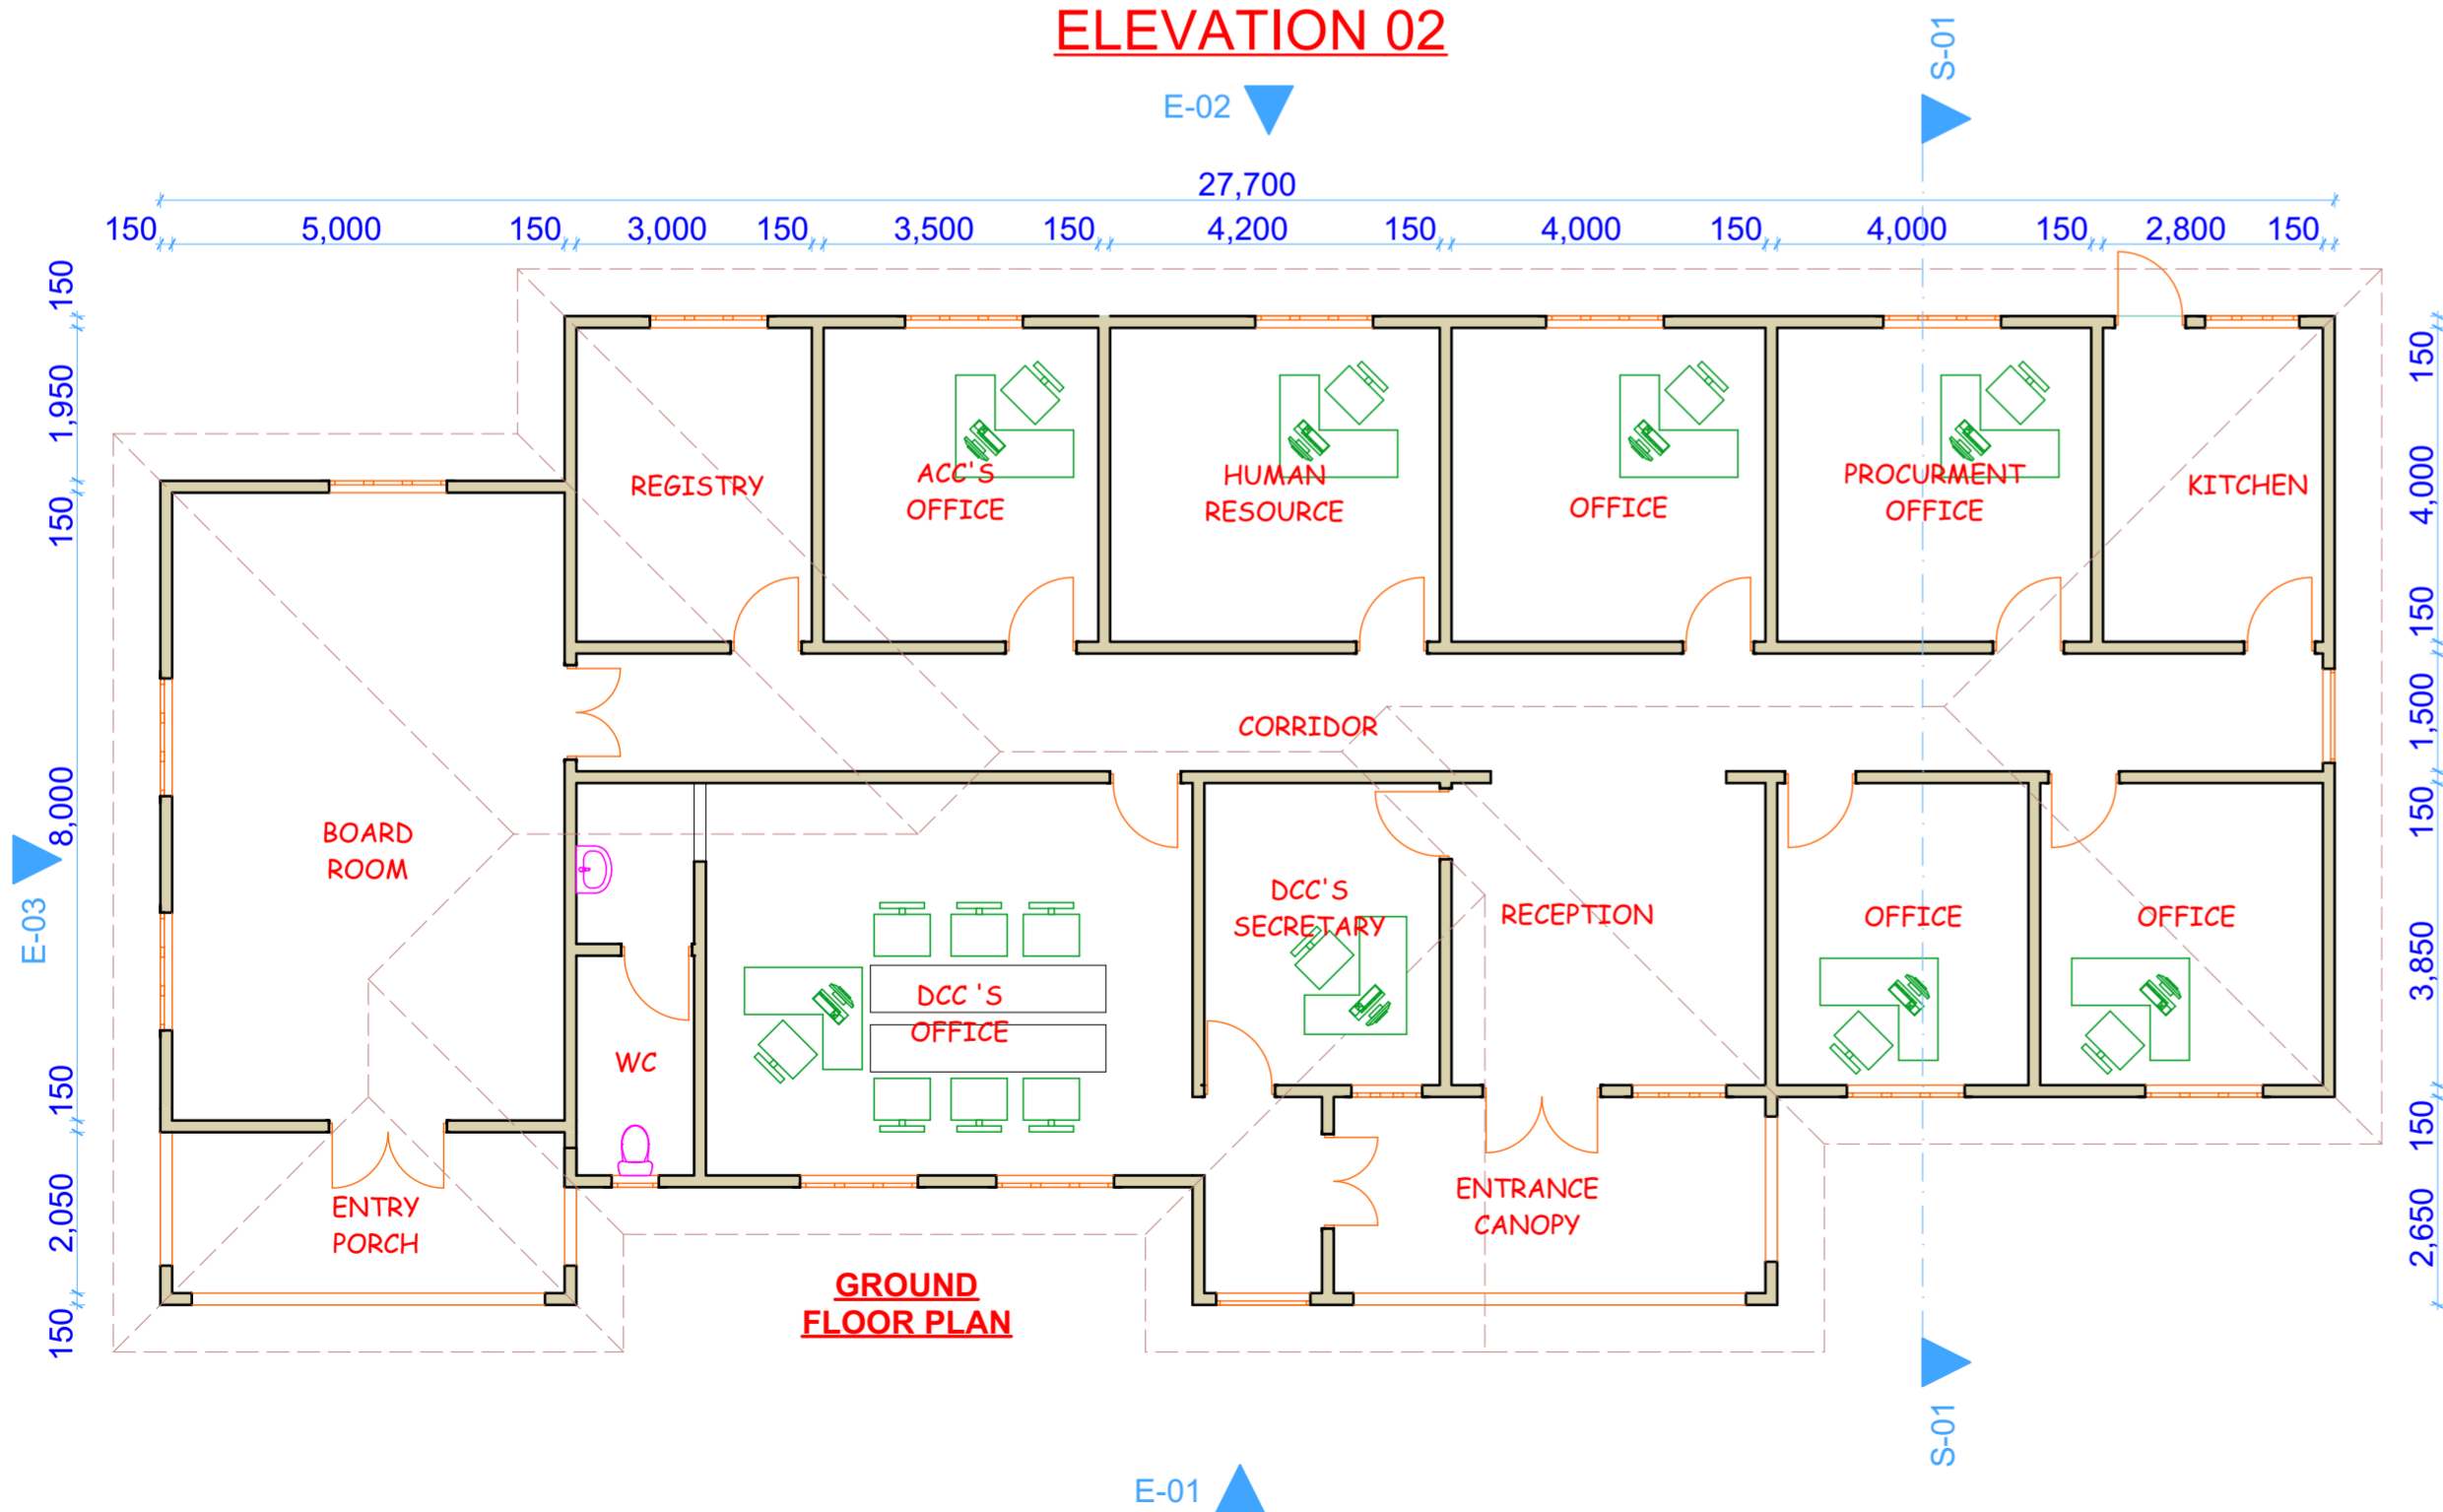 ELEVATION 02
S-01
E-02
27,700
150 5,000 150 3,000 150 3,500 150 4,200 150 4,000 150 4,000 150 2,800 150
150
1,950
150
8,000
150
2,050
150
150
4,000
150
1,500
150
3,850
150
2,650
REGISTRY
ACC'S
OFFICE
HUMAN
RESOURCE
OFFICE
PROCURMENT
OFFICE
KITCHEN
CORRIDOR
BOARD
ROOM
E-03
DCC'S
SECRETARY
RECEPTION
OFFICE
OFFICE
DCC 'S
OFFICE
WC
ENTRY
PORCH
ENTRANCE
CANOPY
GROUND
FLOOR PLAN
S-01
E-01